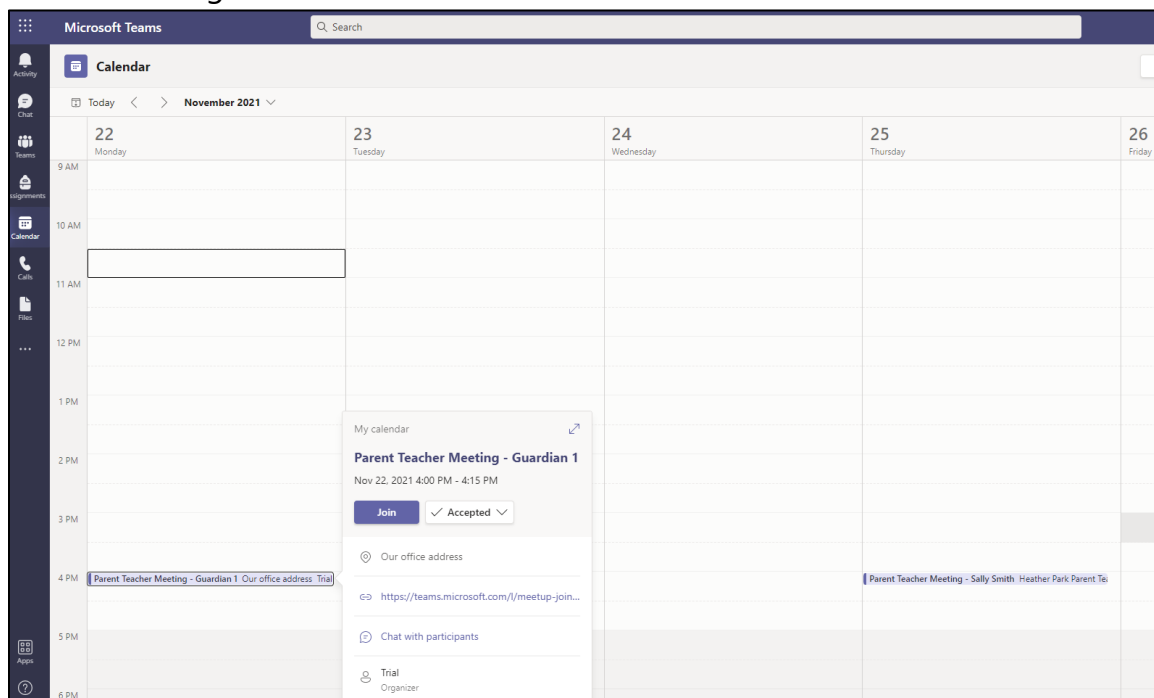 Microsoft Teams
Search
Activity
Chat
Teams
ssignments
Calendar
Calls
Files
Apps
Calendar
Today
November 2021
22
Monday
23
Tuesday
24
Wednesday
25
Thursday
26
Friday
9 AM
10 AM
11 AM
12 PM
1 PM
2 PM
3 PM
4 PM
5 PM
6 PM
Parent Teacher Meeting - Guardian 1 Our office address Trial
My calendar
Parent Teacher Meeting - Guardian 1
Nov 22, 2021 4:00 PM - 4:15 PM
Join
Accepted
Our office address
https://teams.microsoft.com/l/meetup-join...
Chat with participants
Trial
Organizer
Parent Teacher Meeting - Sally Smith Heather Park Parent Tea